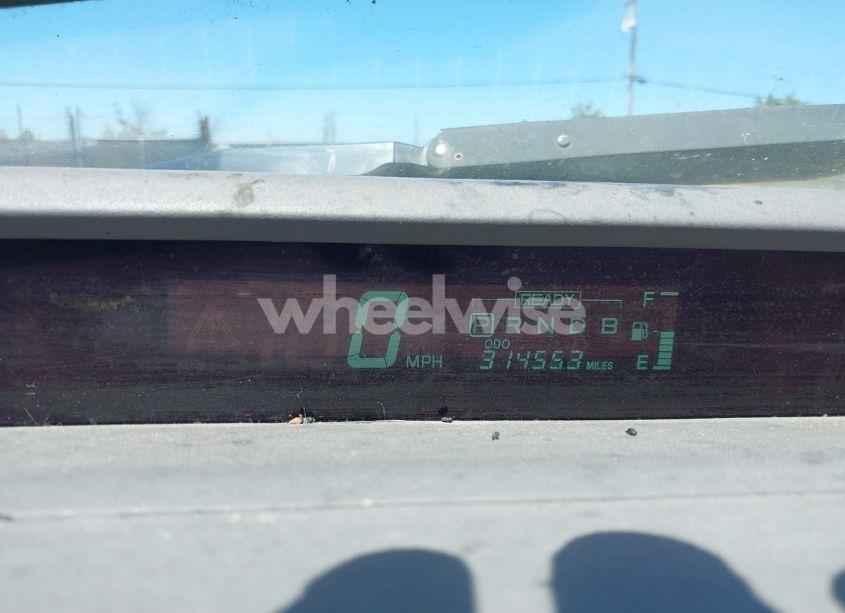 wheelwise
READY
F
P R N D B
0 MPH
ODO
314553 MILES
E